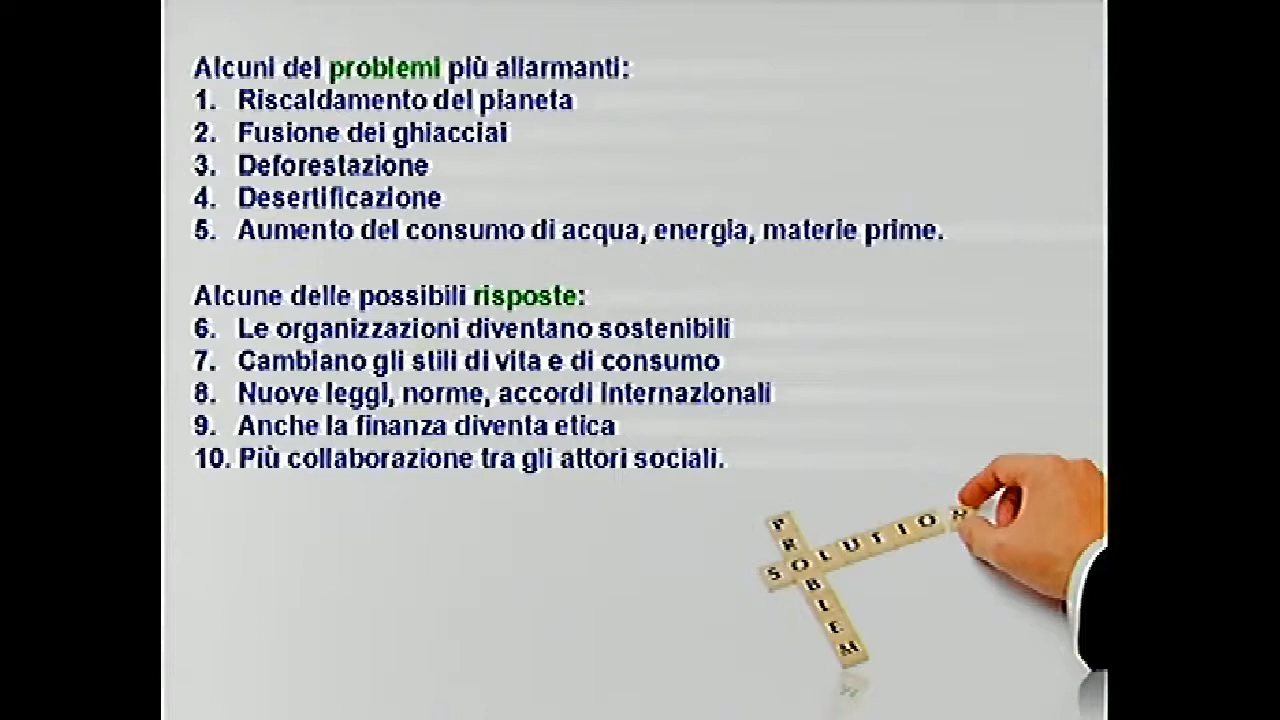 Alcuni dei problemi più allarmanti:
1. Riscaldamento del pianeta
2. Fusione dei ghiacciai
3. Deforestazione
4. Desertificazione
5. Aumento del consumo di acqua, energia, materie prime.
Alcune delle possibili risposte:
6. Le organizzazioni diventano sostenibili
7. Cambiano gli stili di vita e di consumo
8. Nuove leggi, norme, accordi internazionali
9. Anche la finanza diventa etica
10. Più collaborazione tra gli attori sociali.
PROBLEM
SOLUTION